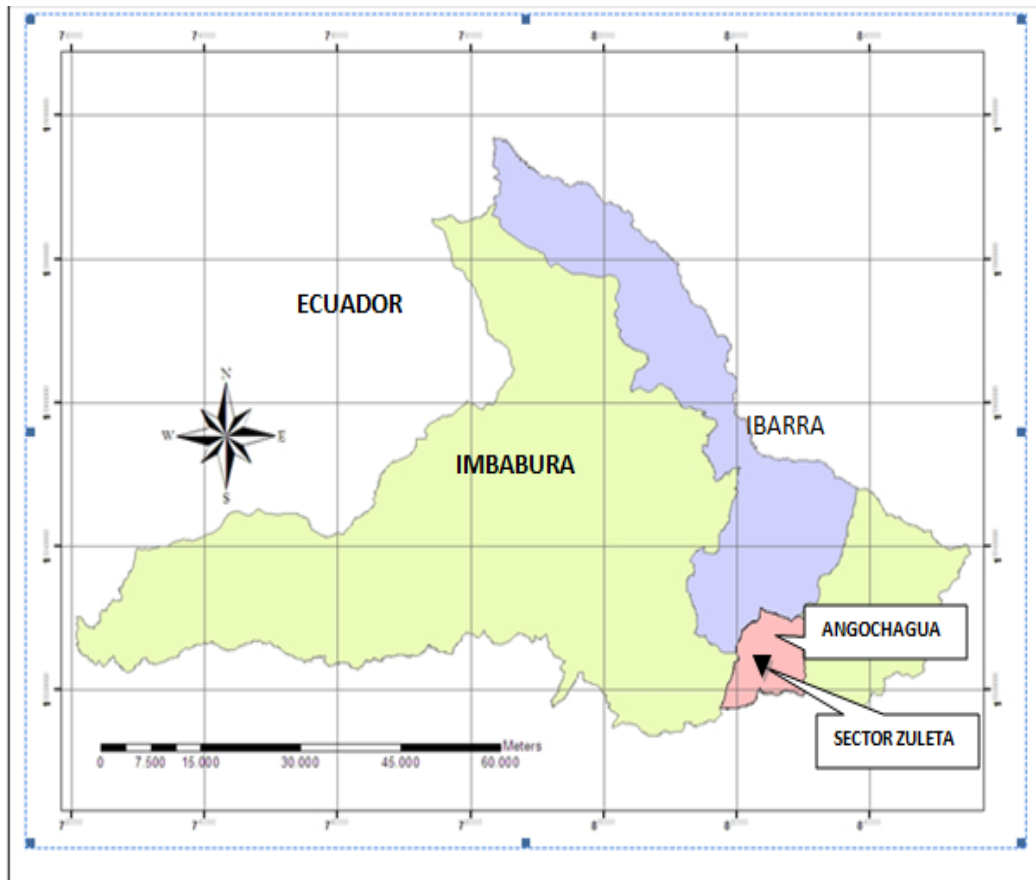 ECUADOR
N
W E
S
IBARRA
IMBABURA
ANGOCHAGUA
SECTOR ZULETA
Meters
0 7.500 15.000 30.000 45.000 60.000